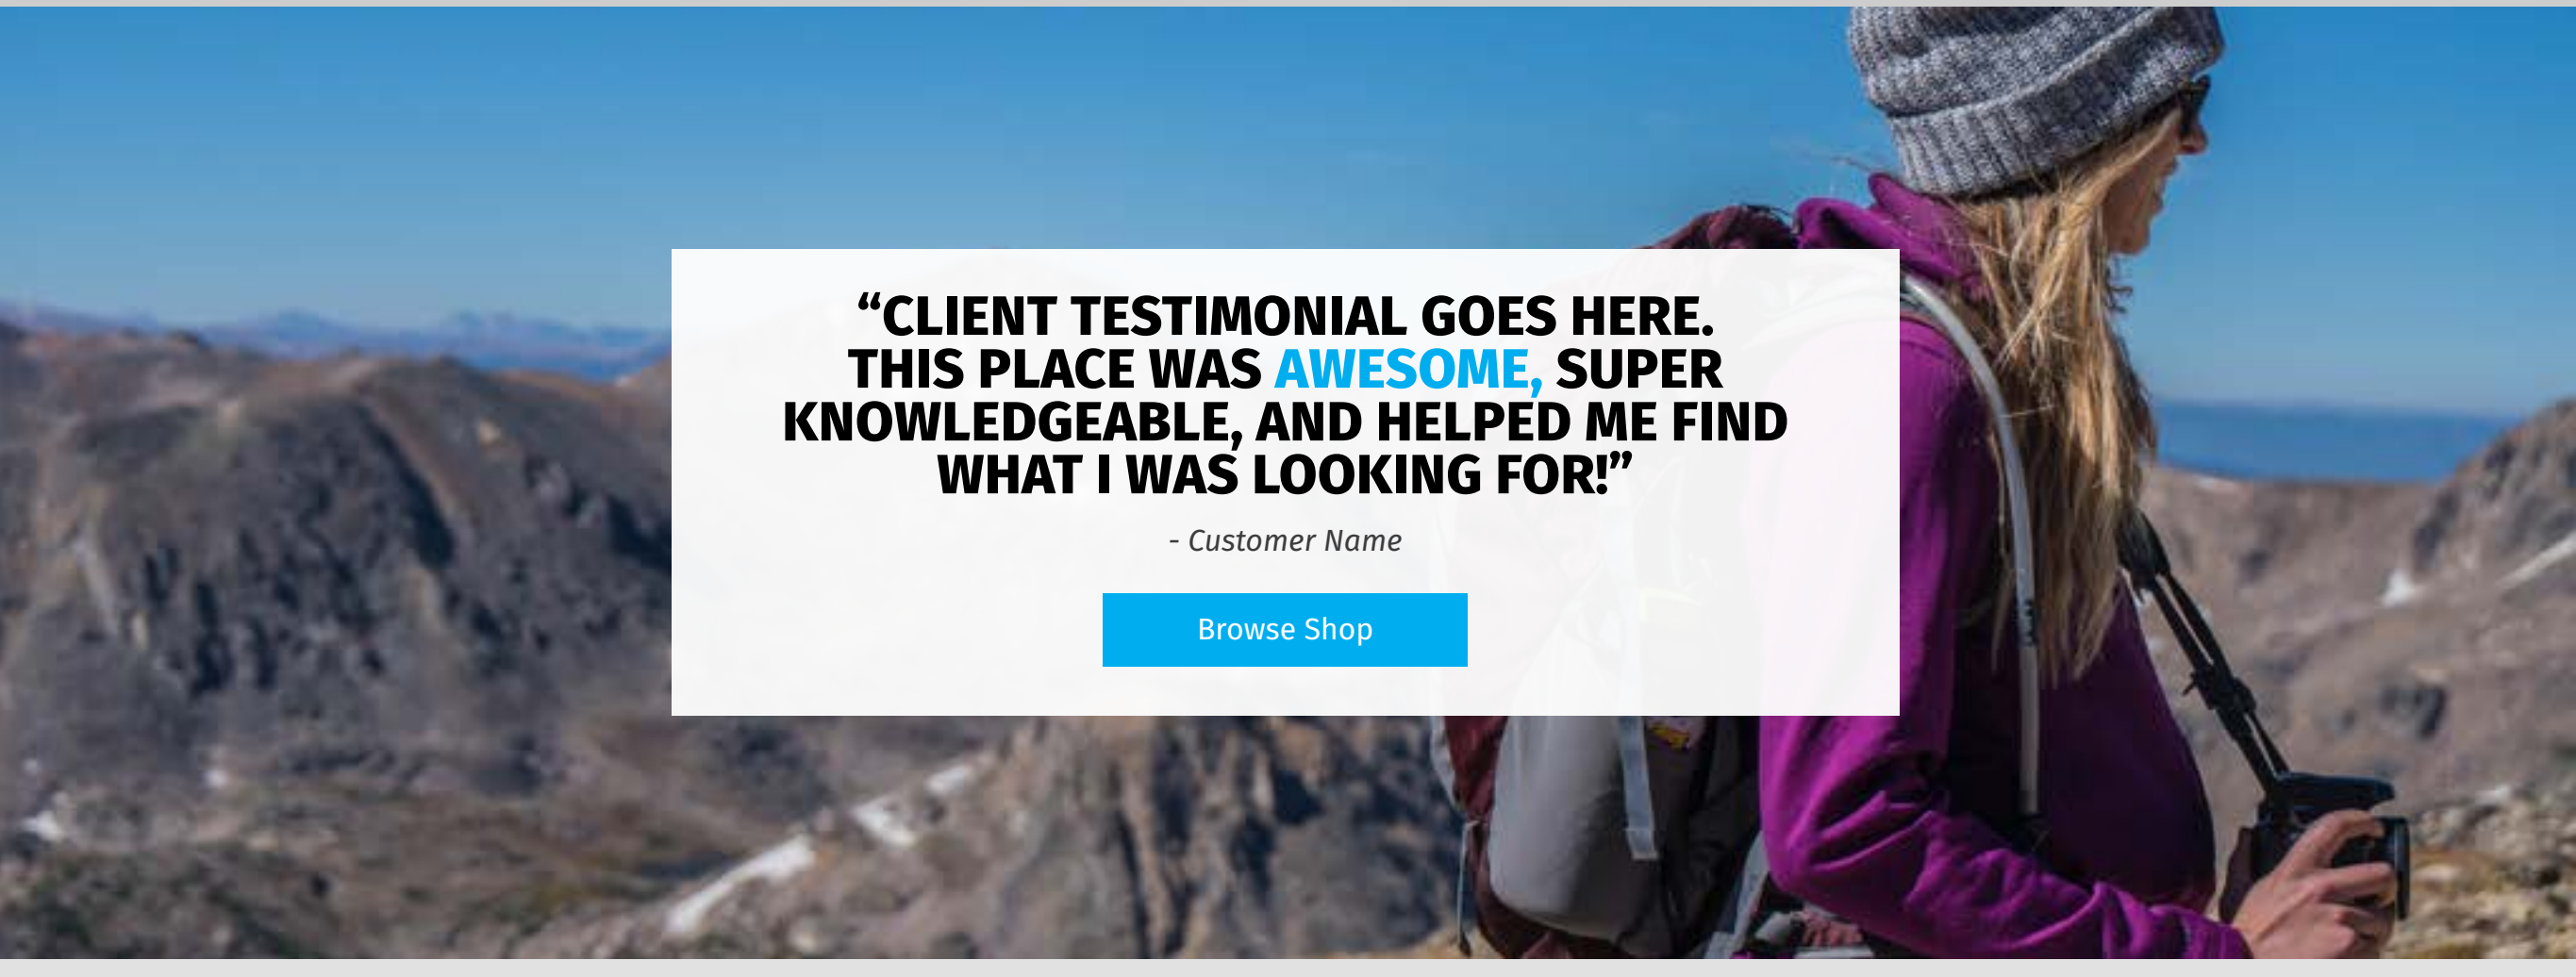 “CLIENT TESTIMONIAL GOES HERE.
THIS PLACE WAS AWESOME, SUPER
KNOWLEDGEABLE, AND HELPED ME FIND
WHAT I WAS LOOKING FOR!”
- Customer Name
Browse Shop